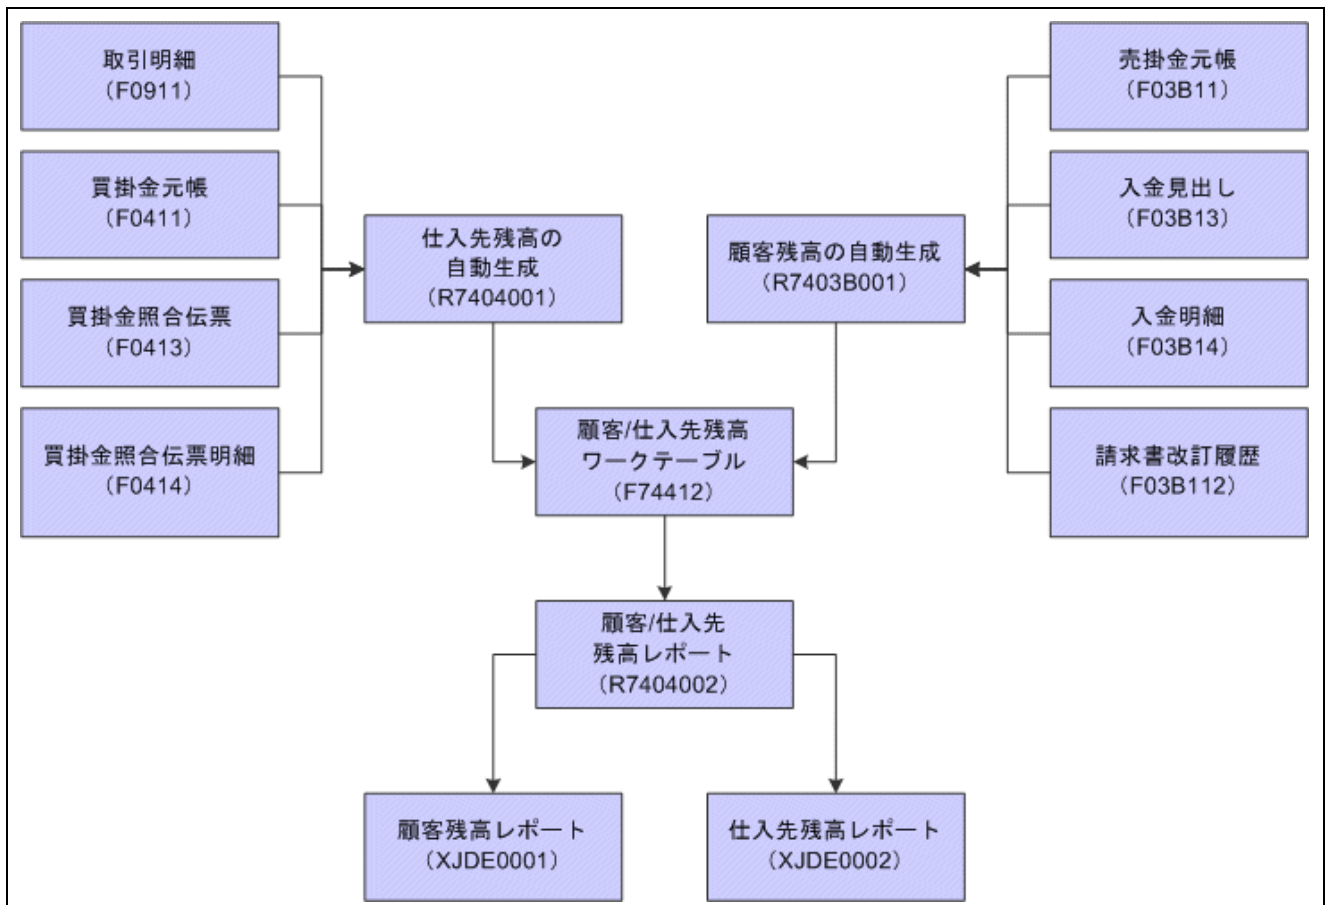 取引明細
（F0911）
買掛金元帳
（F0411）
買掛金照合伝票
（F0413）
買掛金照合伝票明細
（F0414）
仕入先残高の
自動生成
（R7404001）
顧客残高の自動生成
（R7403B001）
売掛金元帳
（F03B11）
入金見出し
（F03B13）
入金明細
（F03B14）
請求書改訂履歴
（F03B112）
顧客/仕入先残高
ワークテーブル
（F74412）
顧客/仕入先
残高レポート
（R7404002）
顧客残高レポート
（XJDE0001）
仕入先残高レポート
（XJDE0002）